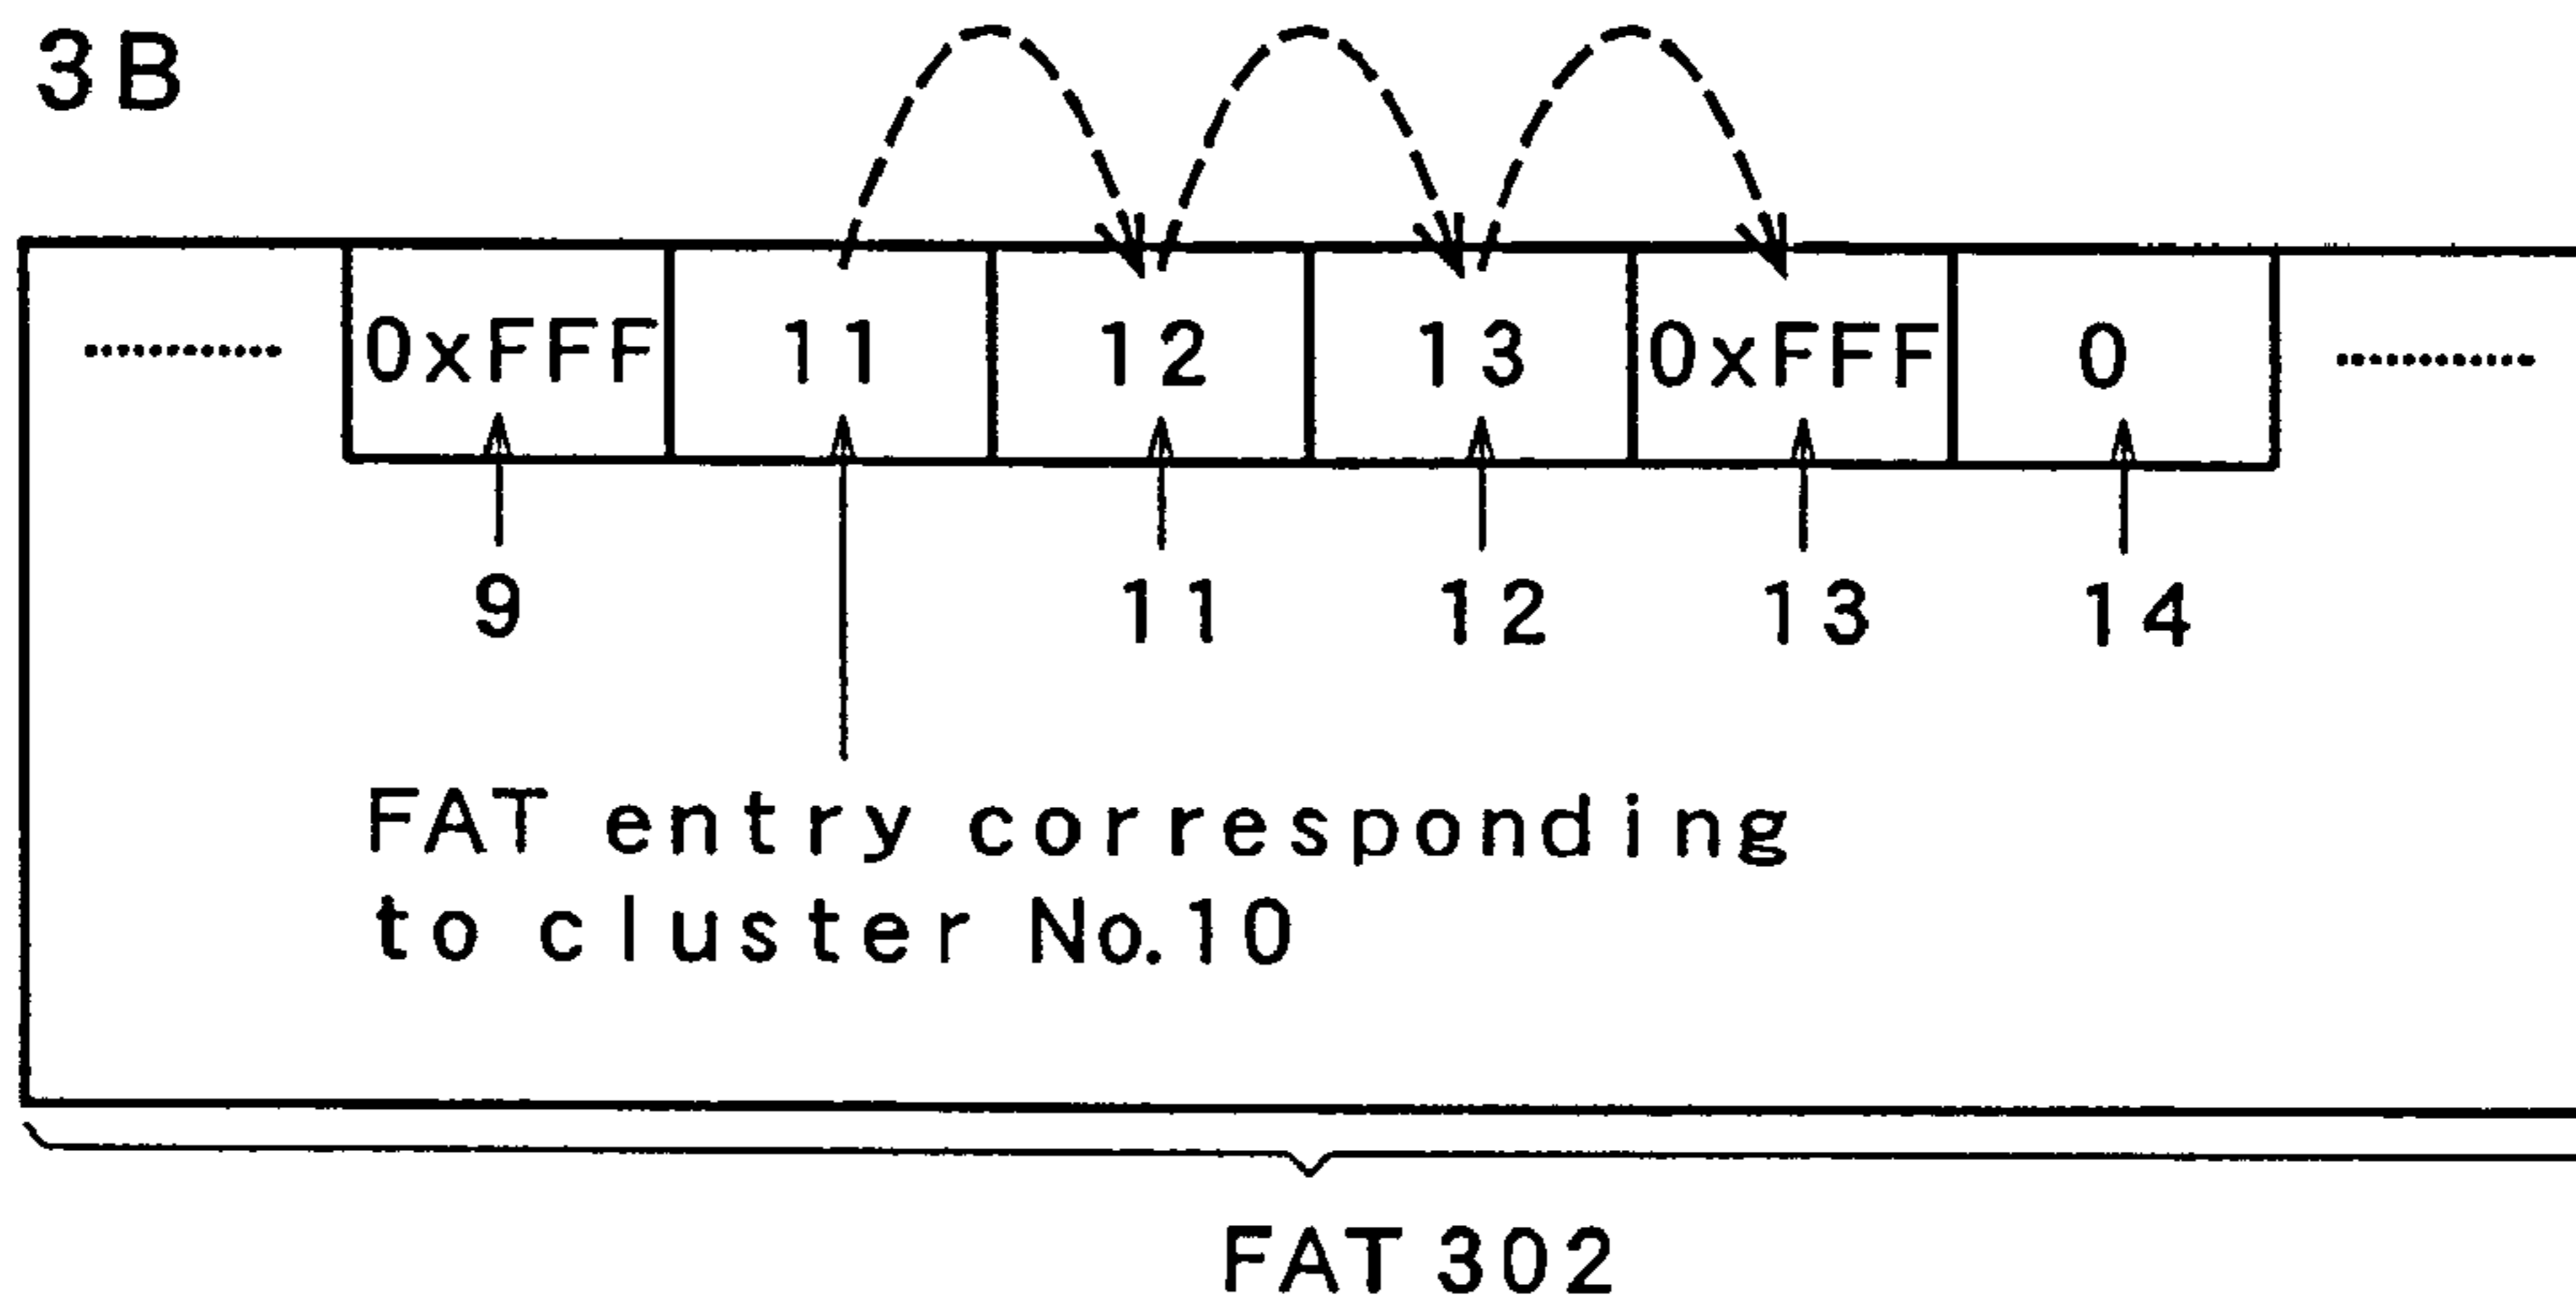 3B
0xFFF 11 12 13 0xFFF 0
9 11 12 13 14
FAT entry corresponding
to cluster No.10
FAT 302